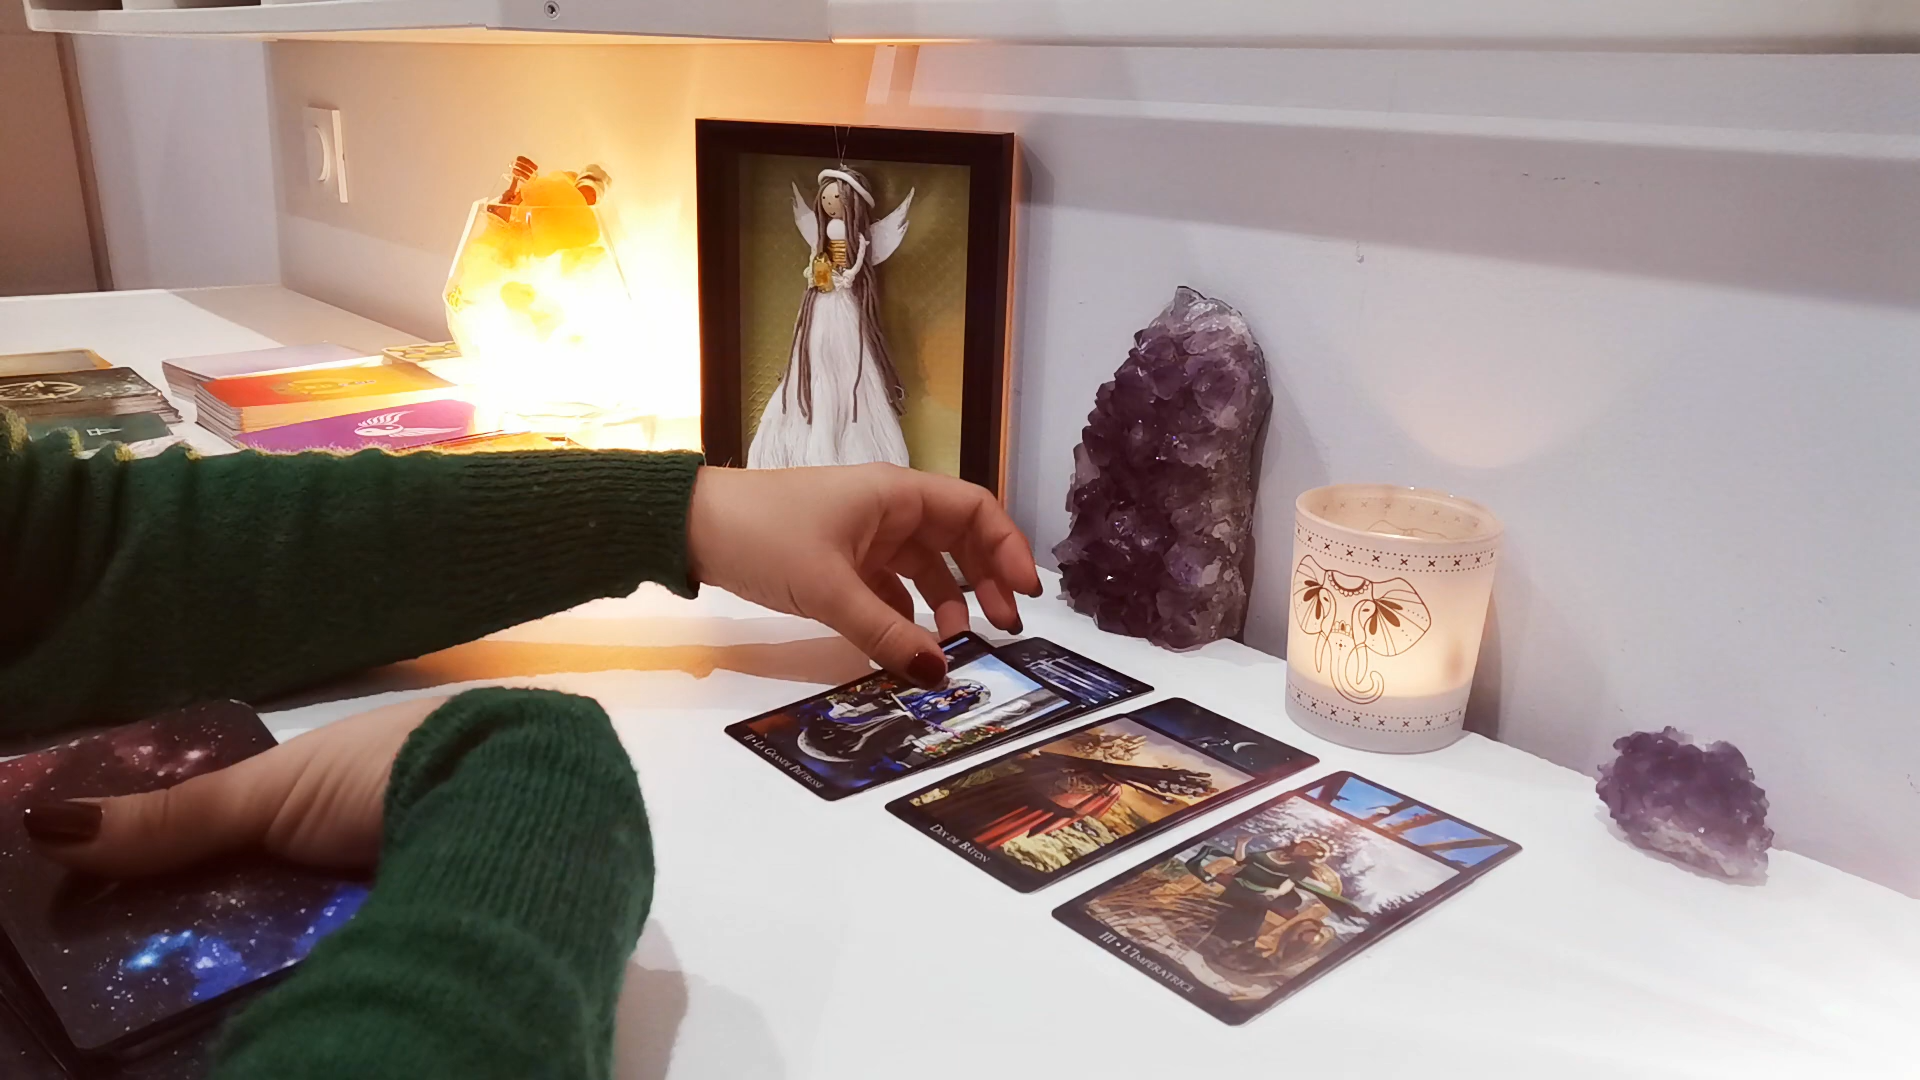 II • La Grande Prêtresse
Dix de Bâton
III • L'Impératrice